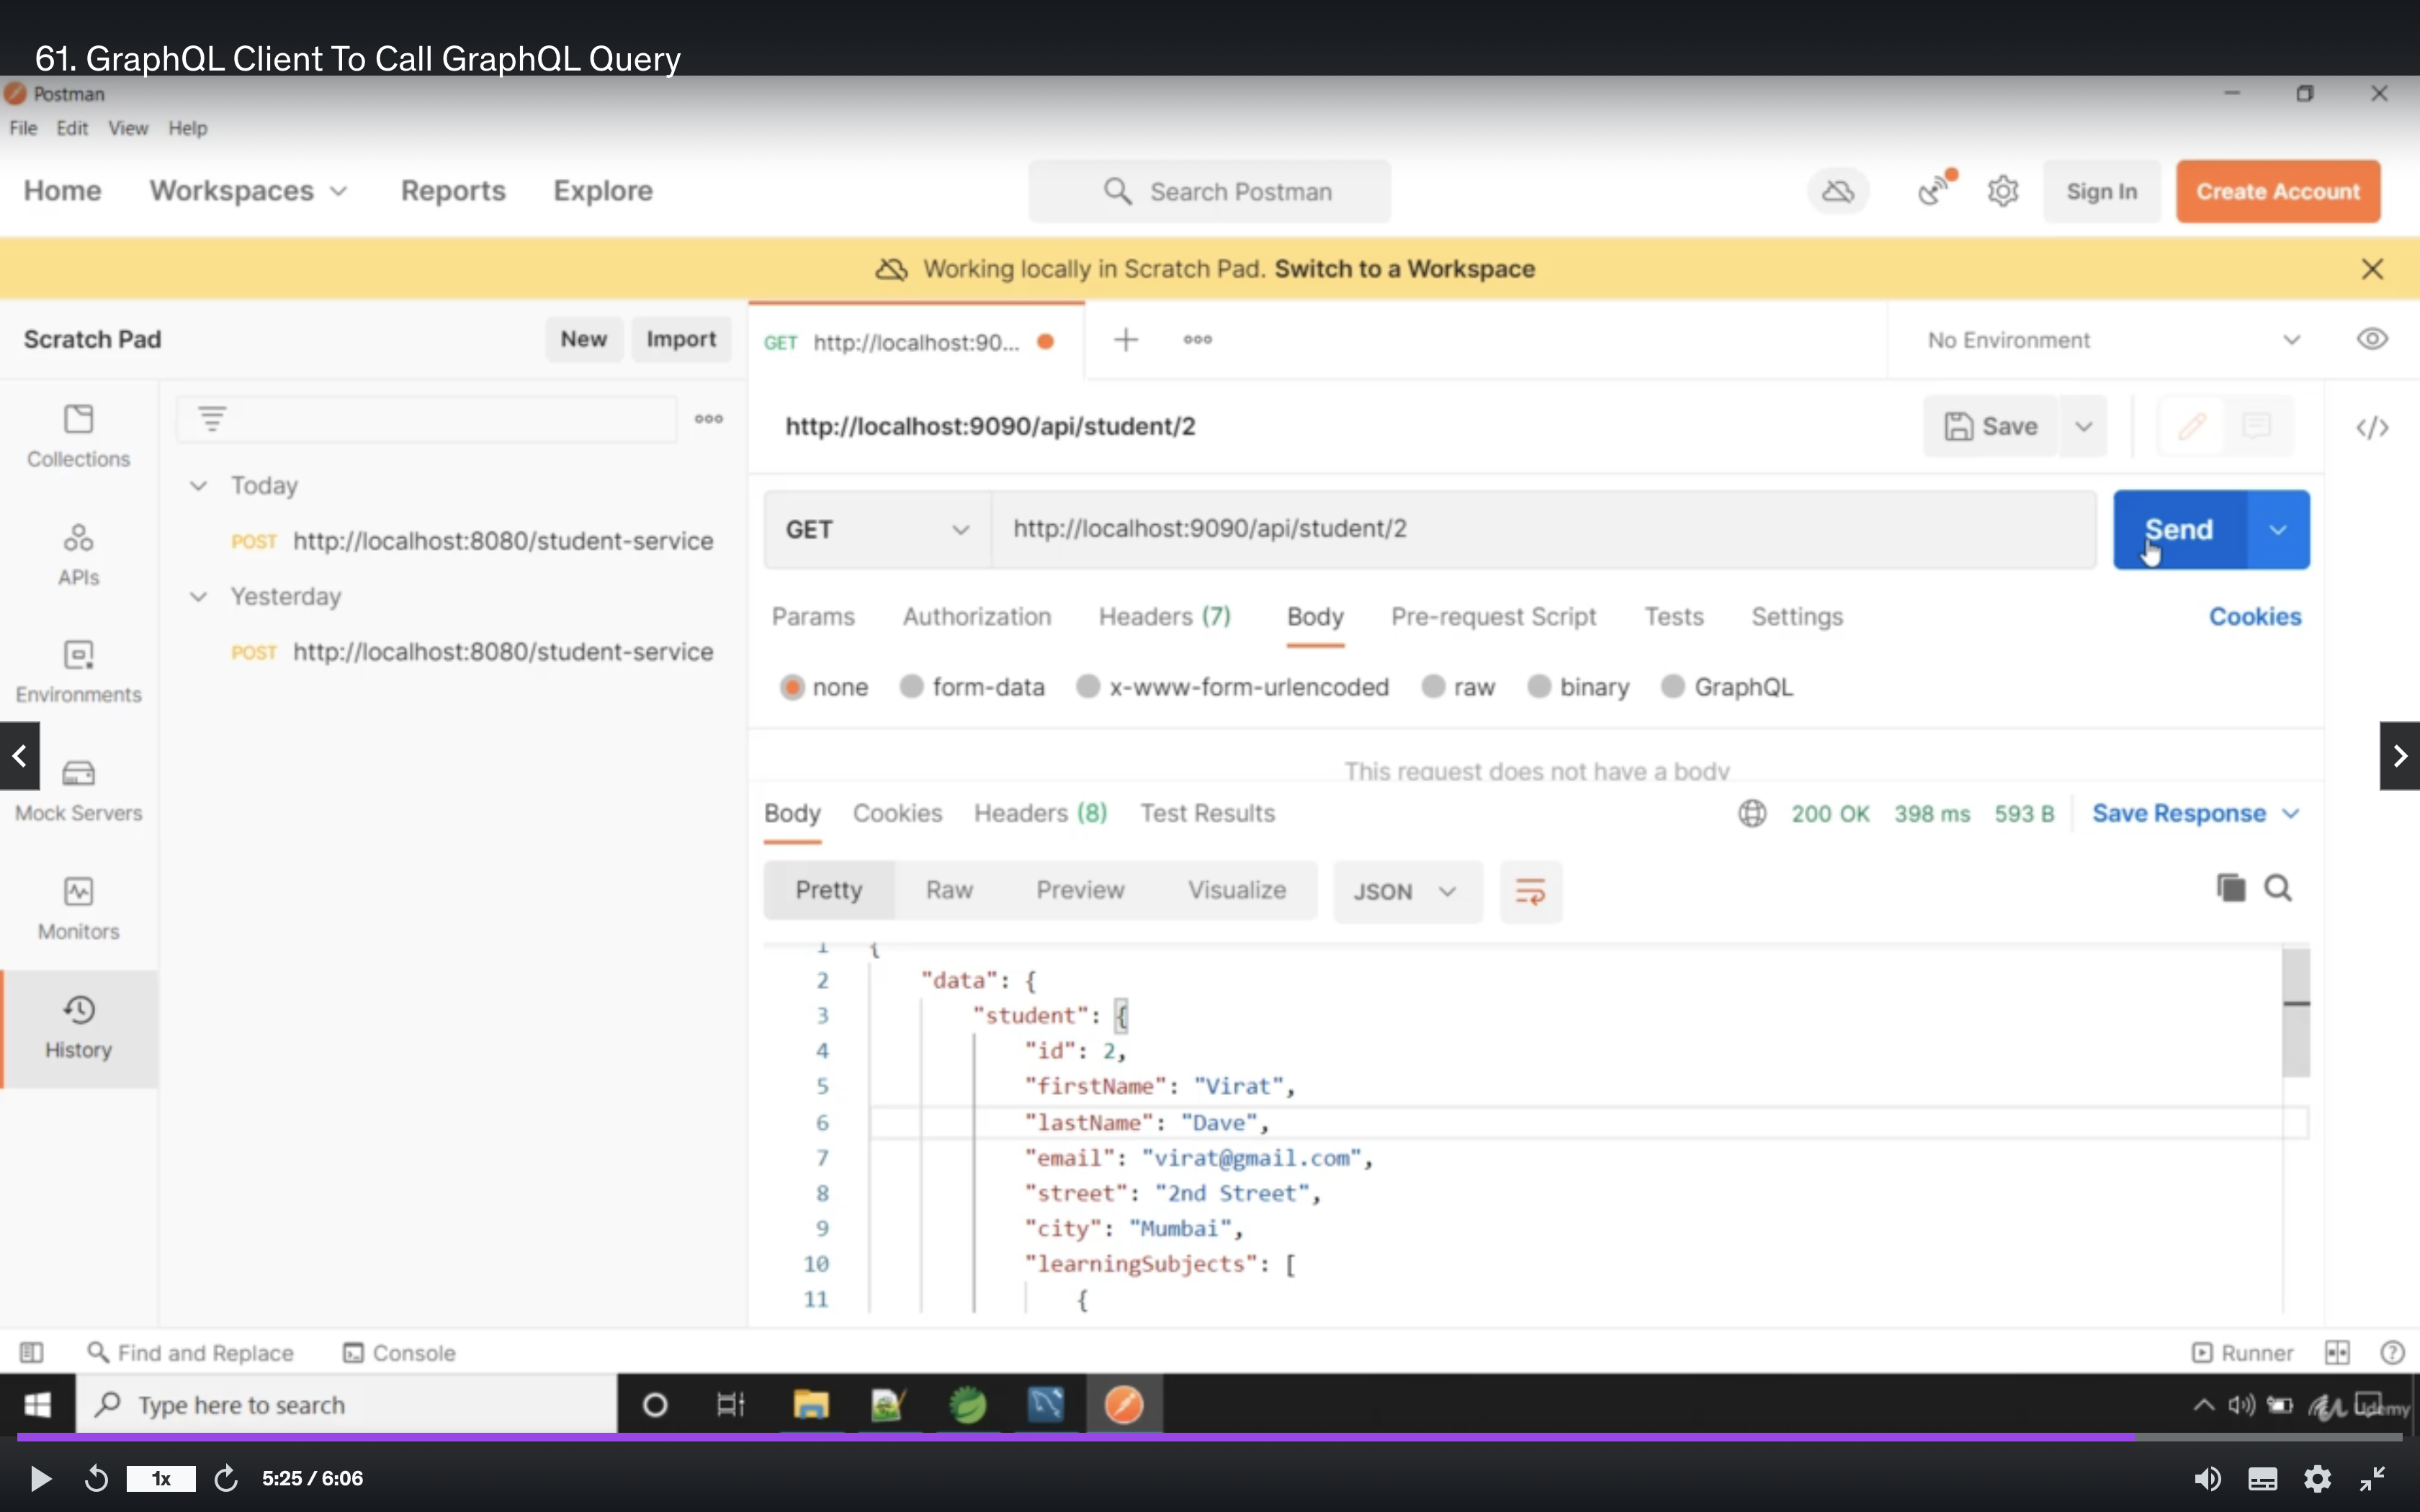 61. GraphQL Client To Call GraphQL Query
Postman
File Edit View Help
Home Workspaces Reports Explore Search Postman Sign In Create Account
Working locally in Scratch Pad. Switch to a Workspace
Scratch Pad New Import GET http://localhost:90... No Environment
http://localhost:9090/api/student/2 Save
Collections
Today
POST http://localhost:8080/student-service
GET http://localhost:9090/api/student/2 Send
APIs
Yesterday
POST http://localhost:8080/student-service
Params Authorization Headers (7) Body Pre-request Script Tests Settings Cookies
Environments
none form-data x-www-form-urlencoded raw binary GraphQL
This request does not have a body
Mock Servers
Body Cookies Headers (8) Test Results 200 OK 398 ms 593 B Save Response
Pretty Raw Preview Visualize JSON
Monitors
History
1 {
2 "data": {
3 "student": {
4 "id": 2,
5 "firstName": "Virat",
6 "lastName": "Dave",
7 "email": "virat@gmail.com",
8 "street": "2nd Street",
9 "city": "Mumbai",
10 "learningSubjects": [
11 {
Find and Replace Console Runner
Type here to search
Udemy
1x 5:25 / 6:06